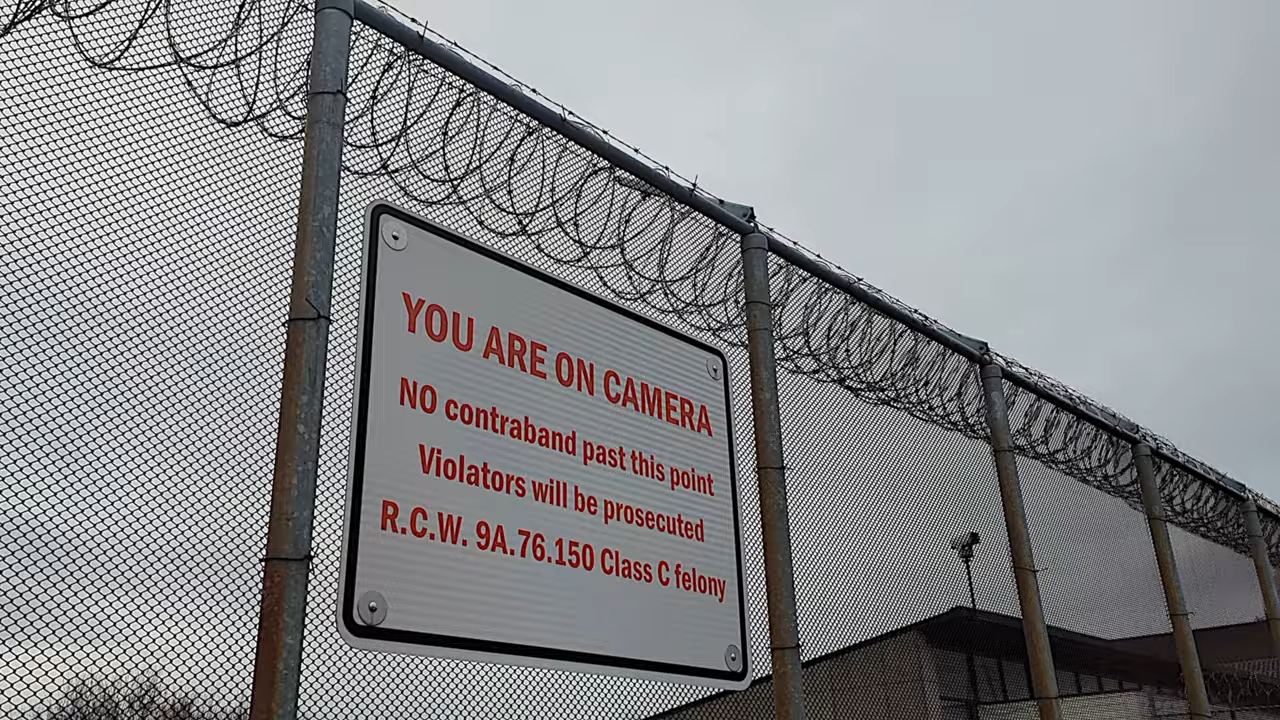 YOU ARE ON CAMERA
NO contraband past this point
Violators will be prosecuted
R.C.W. 9A.76.150 Class C felony